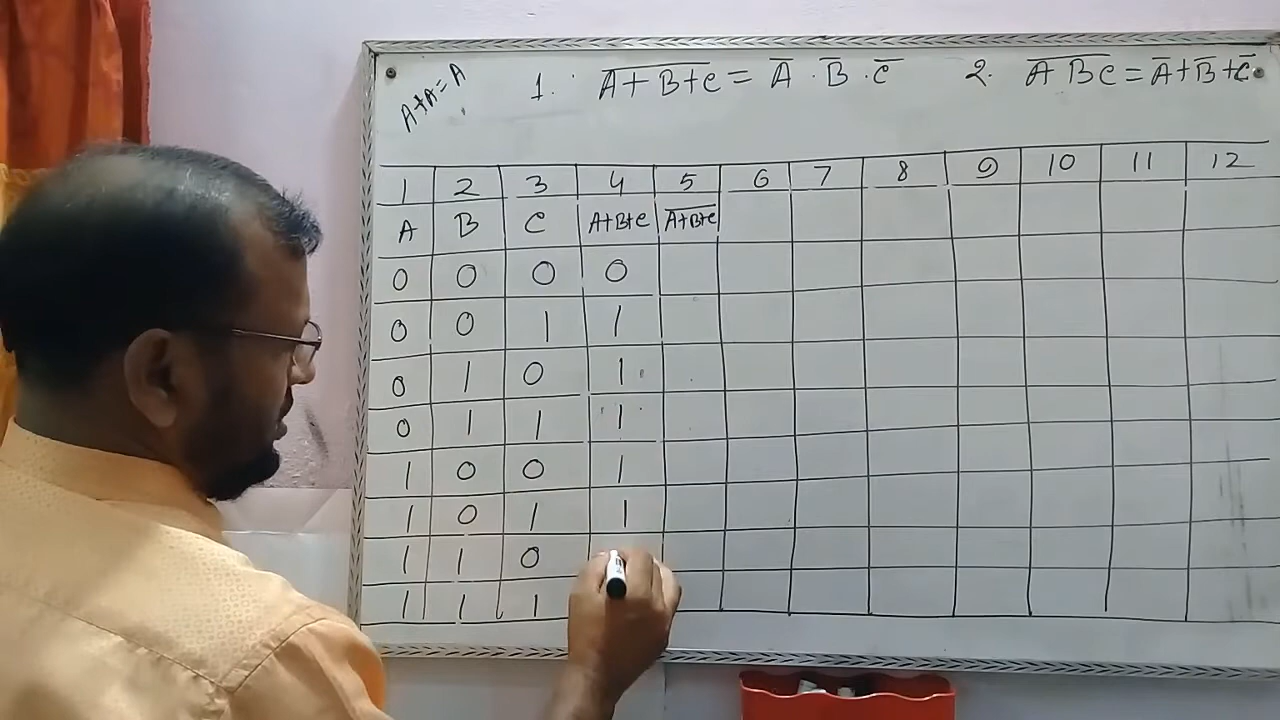 A+A=A
1. \overline{A+B+C} = \overline{A} . \overline{B} . \overline{C} 2. \overline{ABC} = \overline{A}+\overline{B}+\overline{C}
1 2 3 4 5 6 7 8 9 10 11 12
A B C A+B+C \overline{A+B+C}
0 0 0 0
0 0 1 1
0 1 0 1
0 1 1 1
1 0 0 1
1 0 1 1
1 1 0
1 1 1